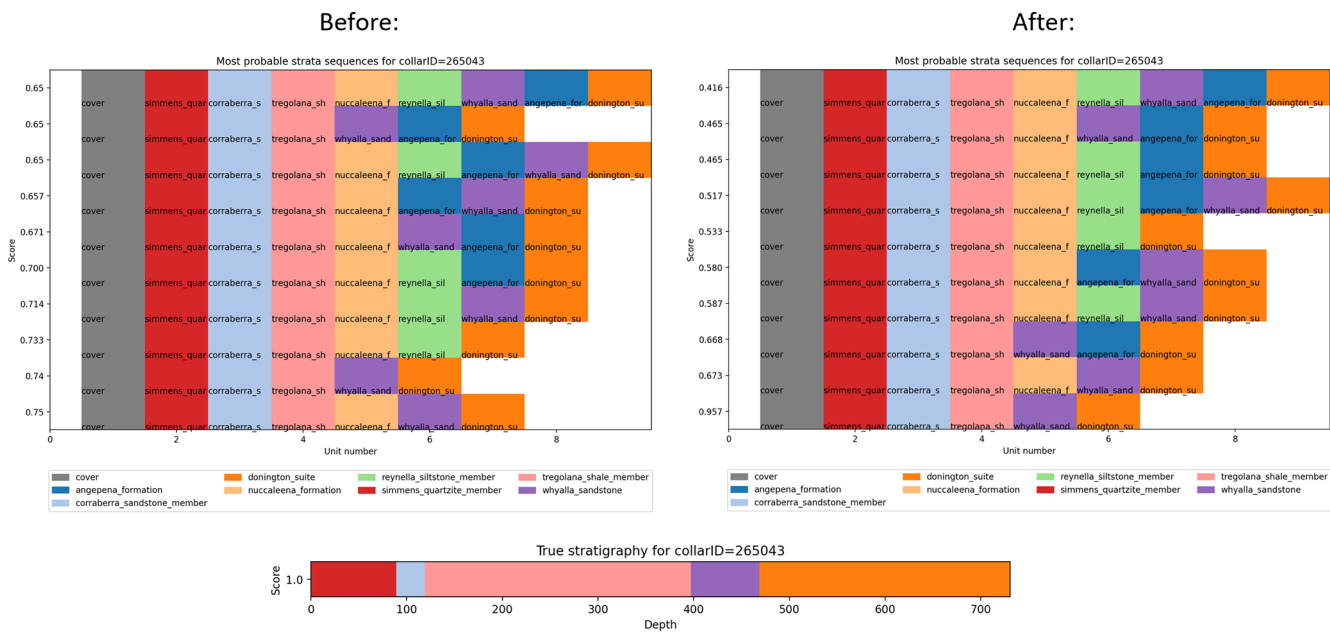 Before:
After:
Most probable strata sequences for collarID=265043
0.65 cover simmens_quar corraberra_s tregolana_sh nuccaleena_f reynella_sil whyalla_sand angepena_for donington_su
0.65 cover simmens_quar corraberra_s tregolana_sh whyalla_sand angepena_for donington_su
0.65 cover simmens_quar corraberra_s tregolana_sh nuccaleena_f reynella_sil angepena_for whyalla_sand donington_su
0.657 cover simmens_quar corraberra_s tregolana_sh nuccaleena_f angepena_for whyalla_sand donington_su
0.671 cover simmens_quar corraberra_s tregolana_sh nuccaleena_f whyalla_sand angepena_for donington_su
0.700 cover simmens_quar corraberra_s tregolana_sh nuccaleena_f reynella_sil angepena_for donington_su
0.714 cover simmens_quar corraberra_s tregolana_sh nuccaleena_f reynella_sil whyalla_sand donington_su
0.733 cover simmens_quar corraberra_s tregolana_sh nuccaleena_f reynella_sil donington_su
0.74 cover simmens_quar corraberra_s tregolana_sh whyalla_sand donington_su
0.75 cover simmens_quar corraberra_s tregolana_sh nuccaleena_f whyalla_sand donington_su
Score
0 2 4 6 8
Unit number
cover donington_suite reynella_siltstone_member tregolana_shale_member
angepena_formation nuccaleena_formation simmens_quartzite_member whyalla_sandstone
corraberra_sandstone_member
Most probable strata sequences for collarID=265043
0.416 cover simmens_quar corraberra_s tregolana_sh nuccaleena_f reynella_sil whyalla_sand angepena_for donington_su
0.465 cover simmens_quar corraberra_s tregolana_sh nuccaleena_f whyalla_sand angepena_for donington_su
0.465 cover simmens_quar corraberra_s tregolana_sh nuccaleena_f reynella_sil angepena_for donington_su
0.517 cover simmens_quar corraberra_s tregolana_sh nuccaleena_f reynella_sil angepena_for whyalla_sand donington_su
0.533 cover simmens_quar corraberra_s tregolana_sh nuccaleena_f reynella_sil donington_su
0.580 cover simmens_quar corraberra_s tregolana_sh nuccaleena_f angepena_for whyalla_sand donington_su
0.587 cover simmens_quar corraberra_s tregolana_sh nuccaleena_f reynella_sil whyalla_sand donington_su
0.668 cover simmens_quar corraberra_s tregolana_sh whyalla_sand angepena_for donington_su
0.673 cover simmens_quar corraberra_s tregolana_sh nuccaleena_f whyalla_sand donington_su
0.957 cover simmens_quar corraberra_s tregolana_sh whyalla_sand donington_su
Score
0 2 4 6 8
Unit number
cover donington_suite reynella_siltstone_member tregolana_shale_member
angepena_formation nuccaleena_formation simmens_quartzite_member whyalla_sandstone
corraberra_sandstone_member
True stratigraphy for collarID=265043
Score
1.0
0 100 200 300 400 500 600 700
Depth